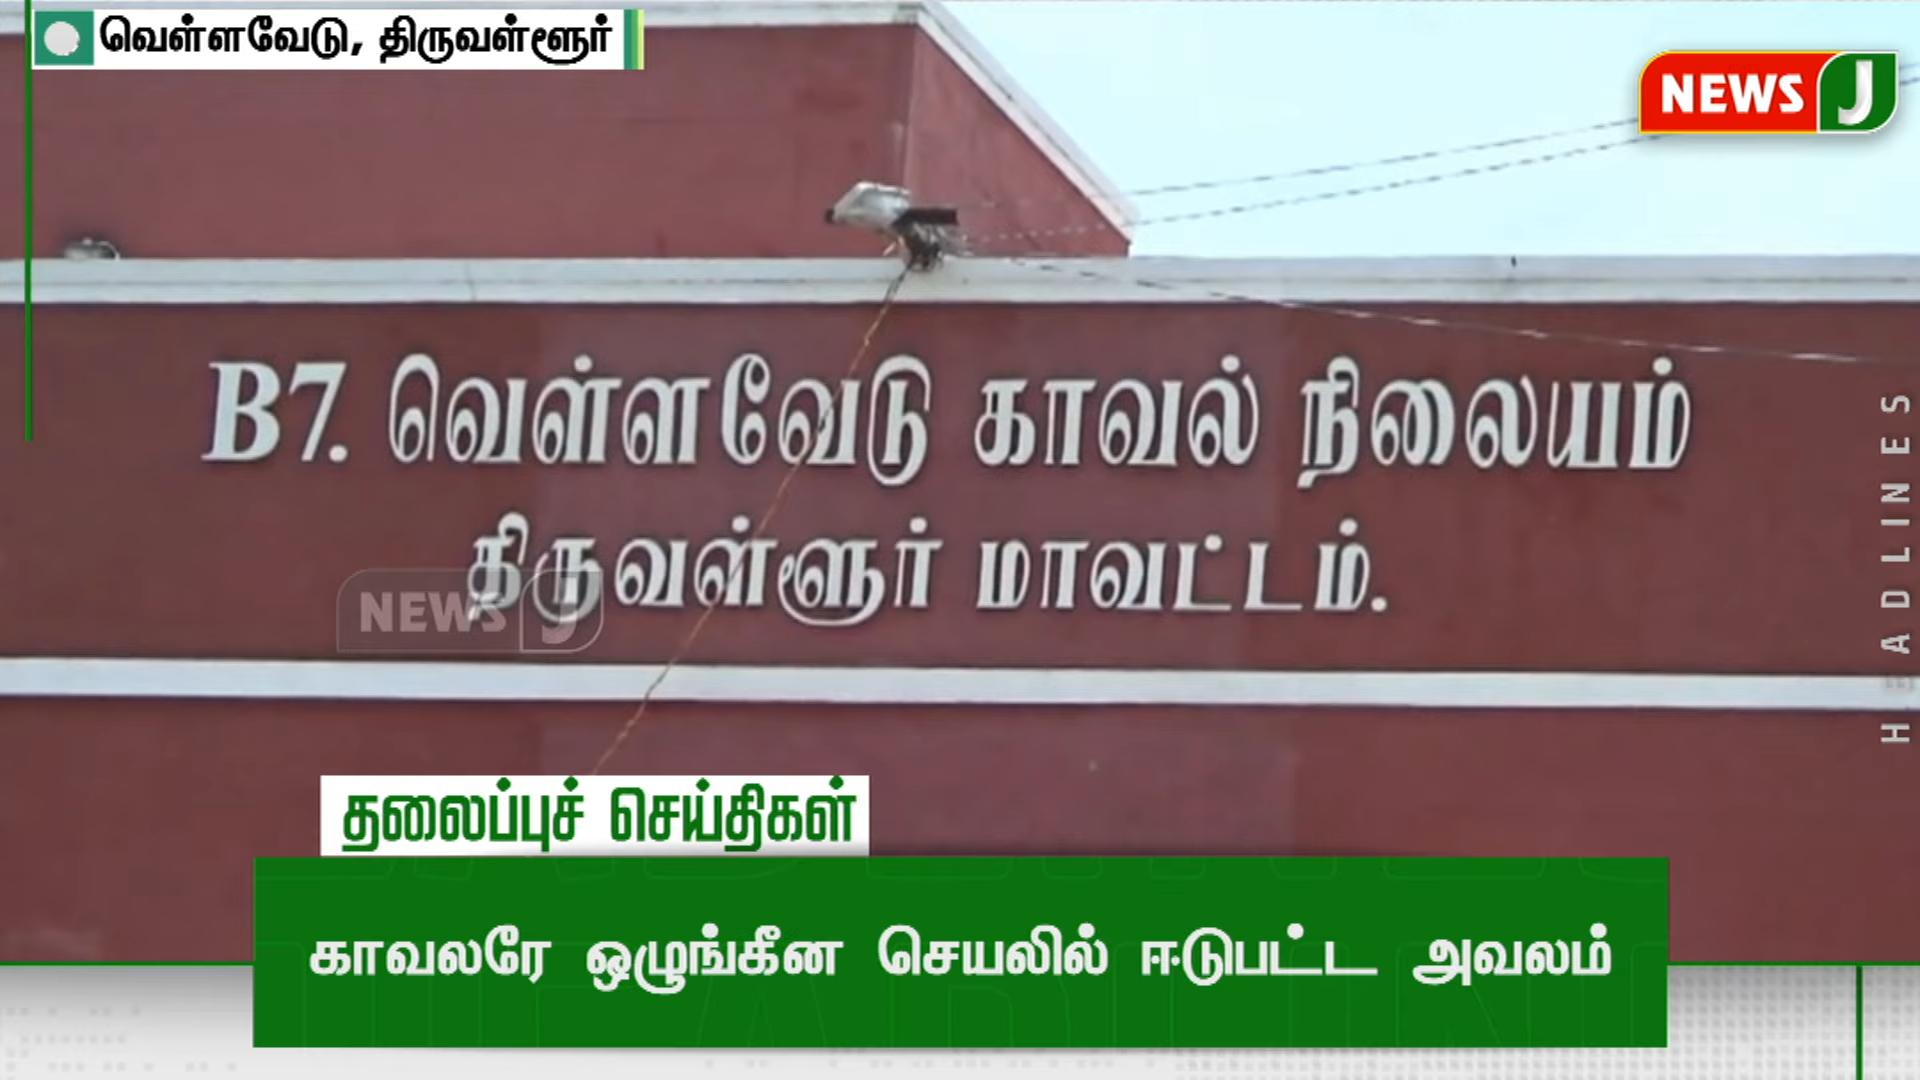 வெள்ளவேடு, திருவள்ளூர்
NEWS J
B7. வெள்ளவேடு காவல் நிலையம்
திருவள்ளூர் மாவட்டம்.
NEWS J
HEADLINES
தலைப்புச் செய்திகள்
காவலரே ஒழுங்கீன செயலில் ஈடுபட்ட அவலம்